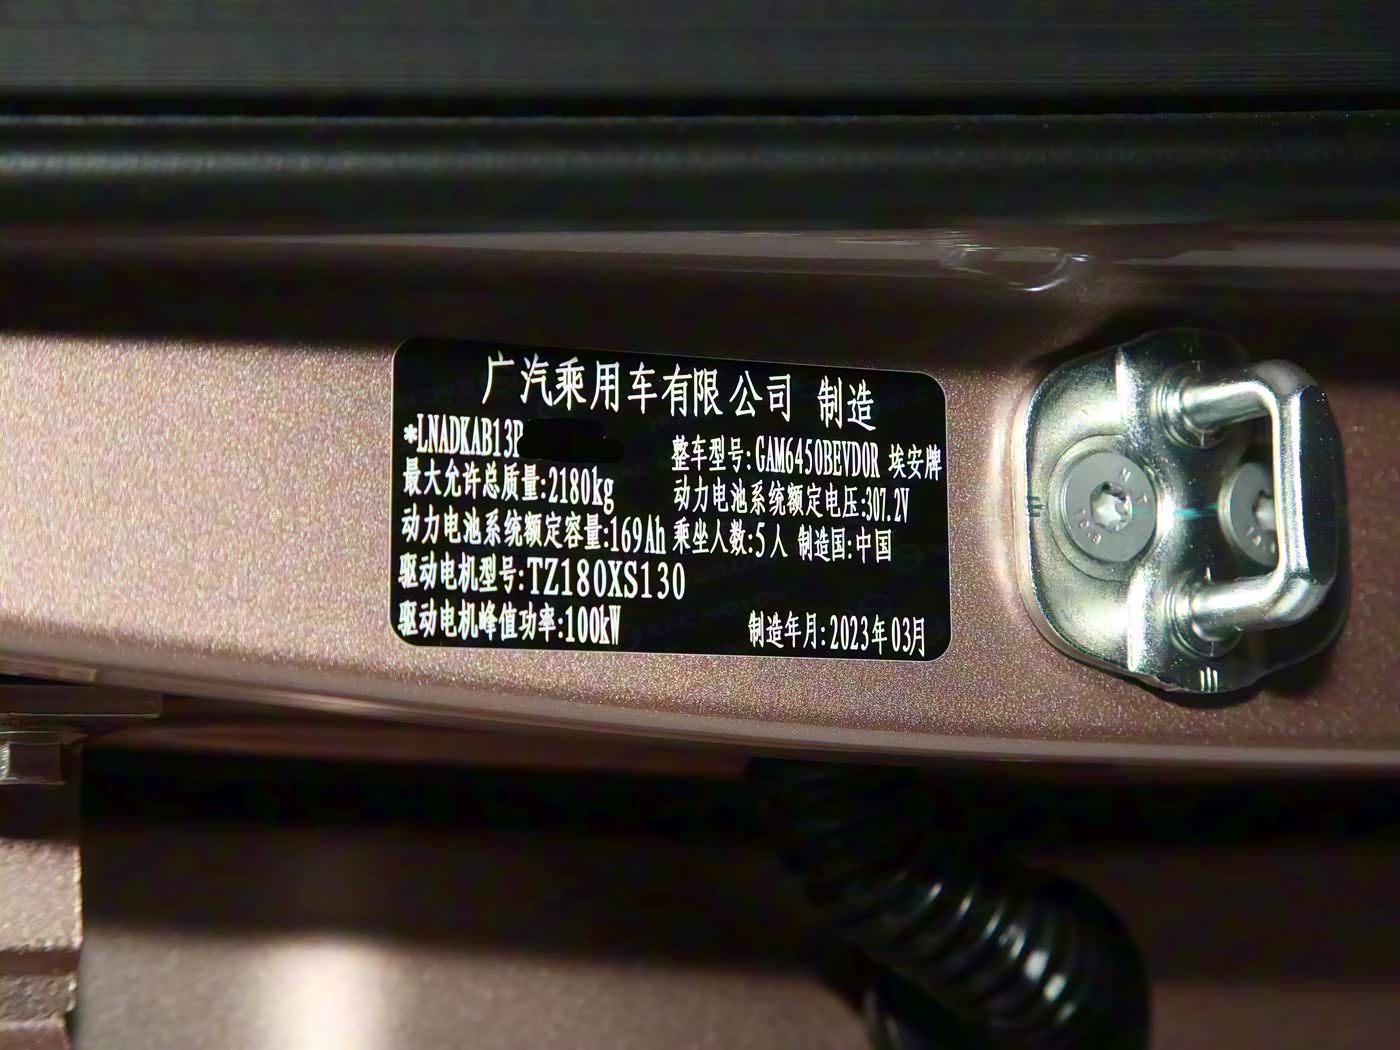 广汽乘用车有限公司 制造
*LNADKAB13P
整车型号:GAM6450BEVD0R 埃安牌
最大允许总质量:2180kg
动力电池系统额定电压:307.2V
动力电池系统额定容量:169Ah
乘坐人数:5人 制造国:中国
驱动电机型号:TZ180XS130
驱动电机峰值功率:100kW
制造年月:2023年03月